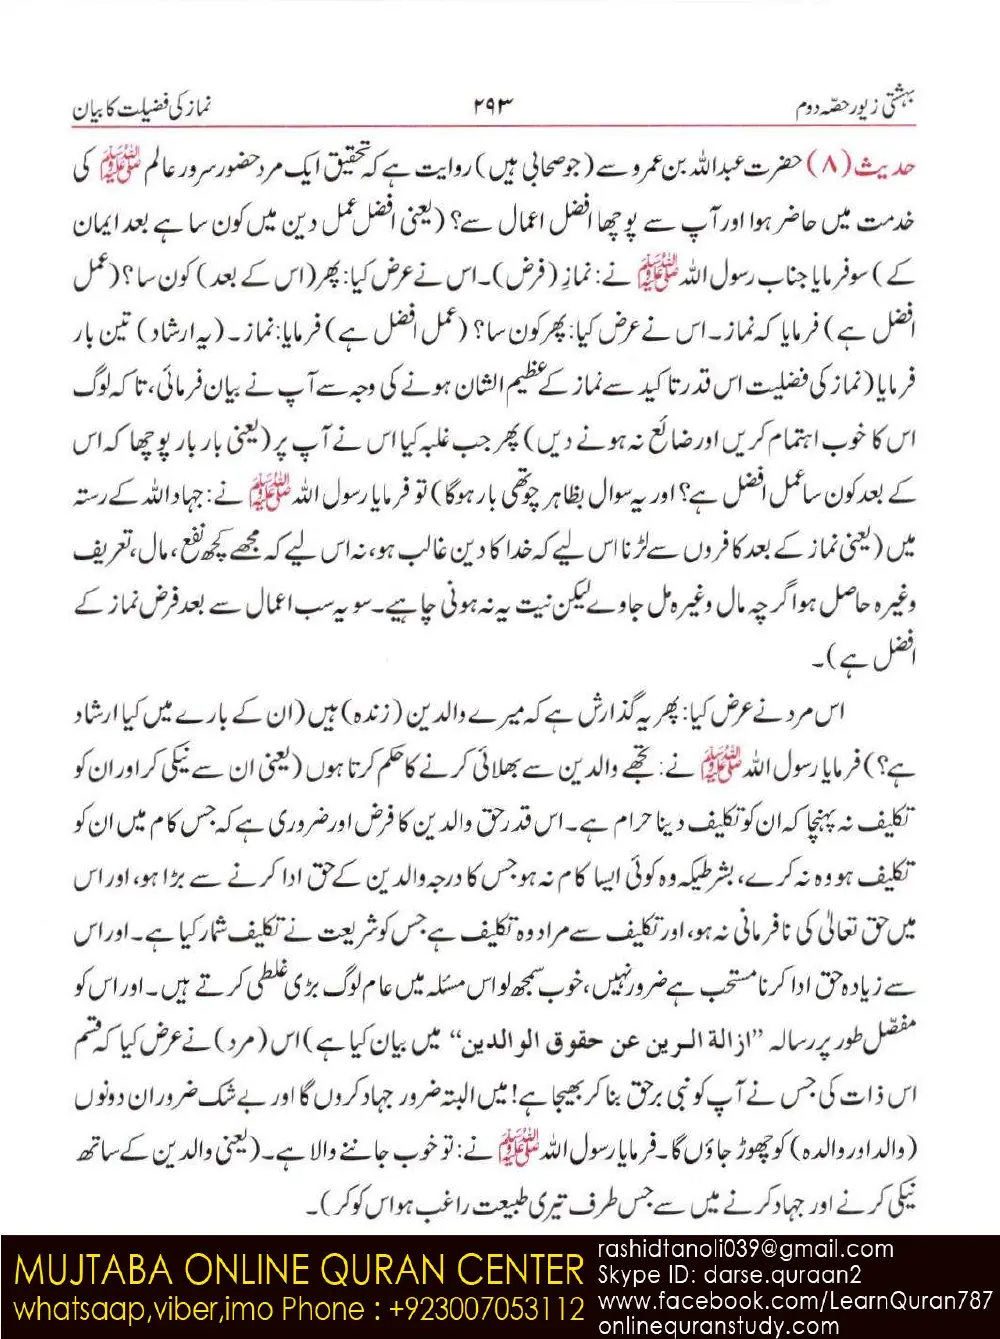 بہشتی زیور حصّہ دوم ۲۹۳ نماز کی فضیلت کا بیان
حدیث (۸) حضرت عبداللہ بن عمرو سے (جو صحابی ہیں) روایت ہے کہ تحقیق ایک مرد حضور سرور عالم ﷺ کی
خدمت میں حاضر ہوا اور آپ سے پوچھا افضل اعمال سے؟ (یعنی افضل عمل دین میں کون سا ہے بعد ایمان
کے) سو فرمایا جناب رسول اللہ ﷺ نے: نمازِ (فرض)۔ اس نے عرض کیا: پھر (اس کے بعد) کون سا؟ (عمل
افضل ہے) فرمایا کہ نماز۔ اس نے عرض کیا: پھر کون سا؟ (عمل افضل ہے) فرمایا: نماز۔ (یہ ارشاد) تین بار
فرمایا (نماز کی فضلیت اس قدر تاکید سے نماز کے عظیم الشان ہونے کی وجہ سے آپ نے بیان فرمائی، تاکہ لوگ
اس کا خوب اہتمام کریں اور ضائع نہ ہونے دیں) پھر جب غلبہ کیا اس نے آپ پر (یعنی بار بار پوچھا کہ اس
کے بعد کون سا عمل افضل ہے؟ اور یہ سوال بظاہر چوتھی بار ہوگا) تو فرمایا رسول اللہ ﷺ نے: جہاد اللہ کے رستہ
میں (یعنی نماز کے بعد کافروں سے لڑنا اس لیے کہ خدا کا دین غالب ہو، نہ اس لیے کہ مجھے کچھ نفع، مال، تعریف
وغیرہ حاصل ہو اگرچہ مال وغیرہ مل جاوے لیکن نیت یہ نہ ہونی چاہیے۔ سو یہ سب اعمال سے بعد فرض نماز کے
افضل ہے)۔
اس مرد نے عرض کیا: پھر یہ گذارش ہے کہ میرے والدین (زندہ) ہیں (ان کے بارے میں کیا ارشاد
ہے؟) فرمایا رسول اللہ ﷺ نے: تجھے والدین سے بھلائی کرنے کا حکم کرتا ہوں (یعنی ان سے نیکی کر اور ان کو
تکلیف نہ پہنچا کہ ان کو تکلیف دینا حرام ہے۔ اس قدر حق والدین کا فرض اور ضروری ہے کہ جس کام میں ان کو
تکلیف ہو وہ نہ کرے، بشرطیکہ وہ کوئی ایسا کام نہ ہو جس کا درجہ والدین کے حق ادا کرنے سے بڑا ہو، اور اس
میں حق تعالیٰ کی نافرمانی نہ ہو، اور تکلیف سے مراد وہ تکلیف ہے جس کو شریعت نے تکلیف شمار کیا ہے۔ اور اس
سے زیادہ حق ادا کرنا مستحب ہے ضرور نہیں، خوب سمجھ لو اس مسئلہ میں عام لوگ بڑی غلطی کرتے ہیں۔ اور اس کو
مفصّل طور پر رسالہ ”ازالة الرین عن حقوق الوالدین“ میں بیان کیا ہے) اس (مرد) نے عرض کیا کہ قسم
اس ذات کی جس نے آپ کو نبی برحق بنا کر بھیجا ہے! میں البتہ ضرور جہاد کروں گا اور بے شک ضرور ان دونوں
(والد اور والدہ) کو چھوڑ جاؤں گا۔ فرمایا رسول اللہ ﷺ نے: تو خوب جاننے والا ہے۔ (یعنی والدین کے ساتھ
نیکی کرنے اور جہاد کرنے میں سے جس طرف تیری طبیعت راغب ہو اس کو کر)۔
MUJTABA ONLINE QURAN CENTER
whatsaap,viber,imo Phone : +923007053112
rashidtanoli039@gmail.com
Skype ID: darse.quraan2
www.facebook.com/LearnQuran787
onlinequranstudy.com